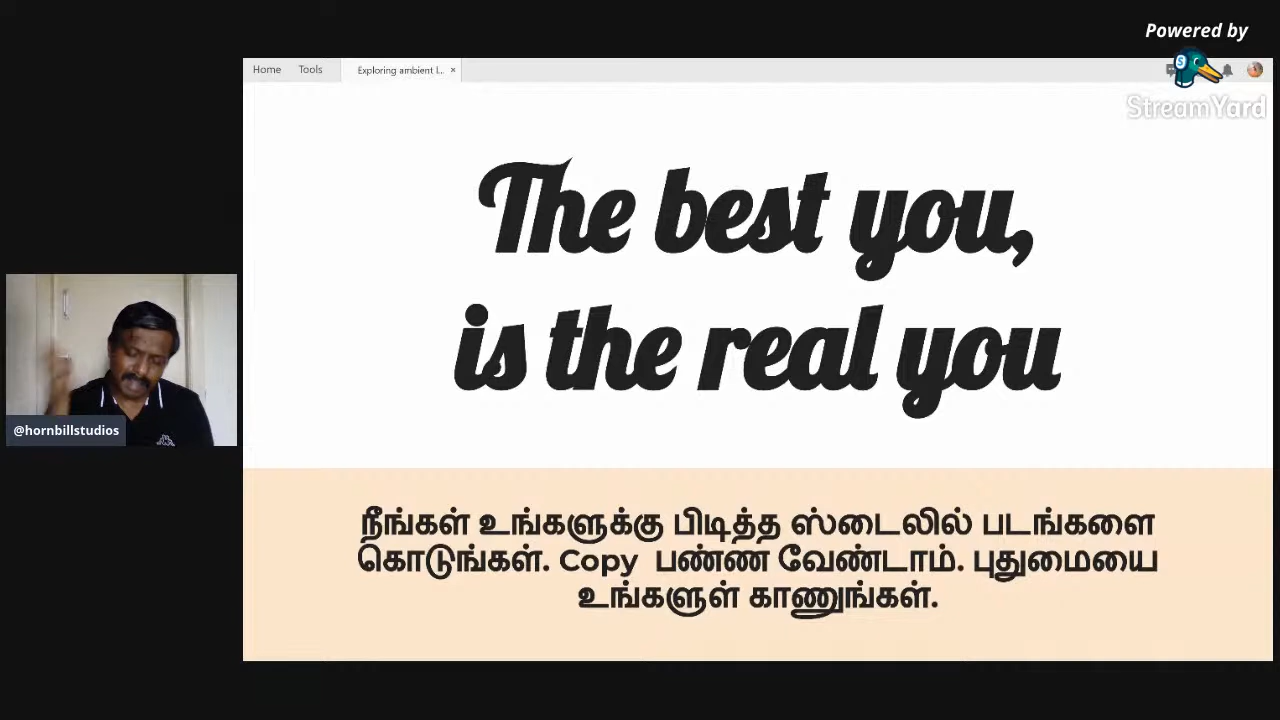 Powered by
StreamYard
Home Tools Exploring ambient l... ×
The best you,
is the real you
@hornbillstudios
நீங்கள் உங்களுக்கு பிடித்த ஸ்டைலில் படங்களை
கொடுங்கள். Copy பண்ண வேண்டாம். புதுமையை
உங்களுள் காணுங்கள்.